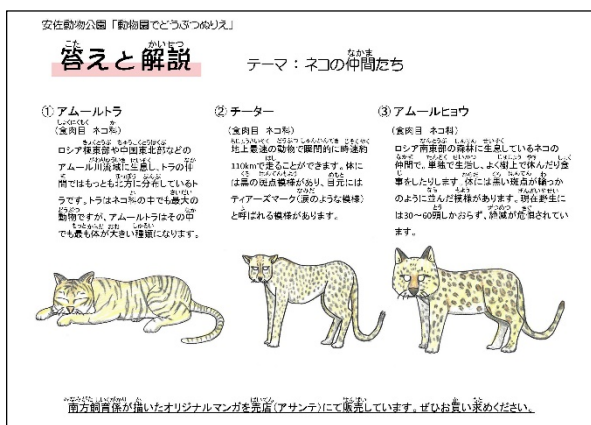 安佐動物公園「動物園でどうぶつぬりえ」
答えと解説
テーマ：ネコの仲間たち
① アムールトラ
(食肉目 ネコ科)
ロシア極東部や中国東北部などの
アムール川流域に生息し、トラの仲
間ではもっとも北方に分布しているト
ラです。トラはネコ科の中でも最大の
動物ですが、アムールトラはその中
でも最も体が大きい種類になります。
② チーター
(食肉目 ネコ科)
地上最速の動物で瞬間的に時速約
110kmで走ることができます。体に
は黒の斑点模様があり、目元には
ティアーズマーク(涙のような模様)
と呼ばれる模様があります。
③ アムールヒョウ
(食肉目 ネコ科)
ロシア南東部の森林に生息しているネコの
仲間で、単独で生活し、よく樹上で休んだり食
事をしたりします。体には黒い斑点が輪っか
のように並んだ模様があります。現在野生に
は30～60頭しかおらず、絶滅が危惧されてい
ます。
南方飼育係が描いたオリジナルマンガを売店(アサンテ)にて販売しています。ぜひお買い求めください。